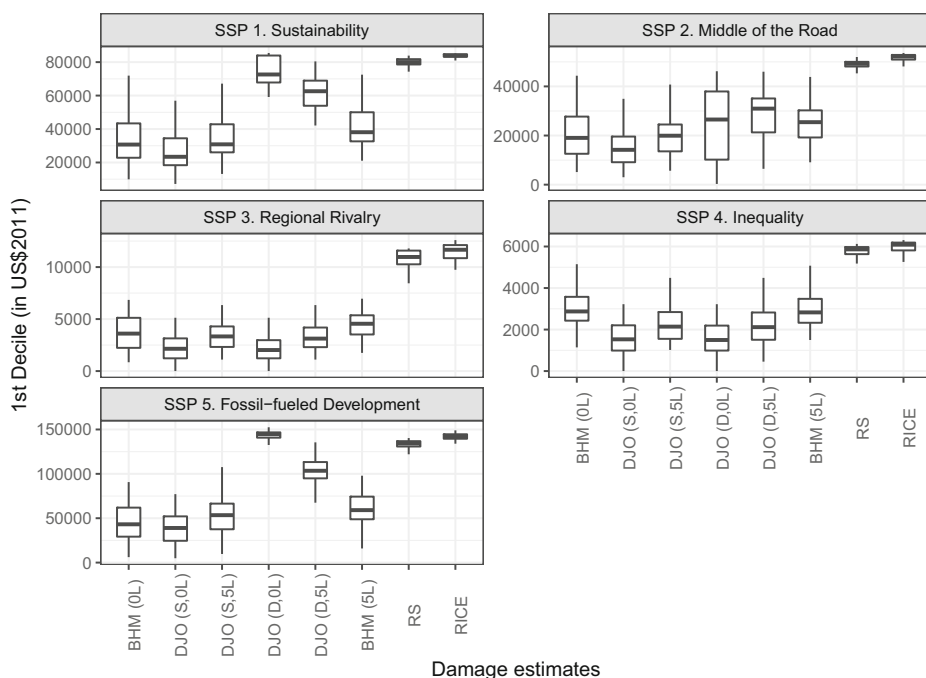 SSP 1. Sustainability
80000
60000
40000
20000
SSP 2. Middle of the Road
40000
20000
0
SSP 3. Regional Rivalry
10000
5000
0
SSP 4. Inequality
6000
4000
2000
0
SSP 5. Fossil−fueled Development
150000
100000
50000
0
BHM (0L)
DJO (S,0L)
DJO (S,5L)
DJO (D,0L)
DJO (D,5L)
BHM (5L)
RS
RICE
BHM (0L)
DJO (S,0L)
DJO (S,5L)
DJO (D,0L)
DJO (D,5L)
BHM (5L)
RS
RICE
1st Decile (in US$2011)
Damage estimates